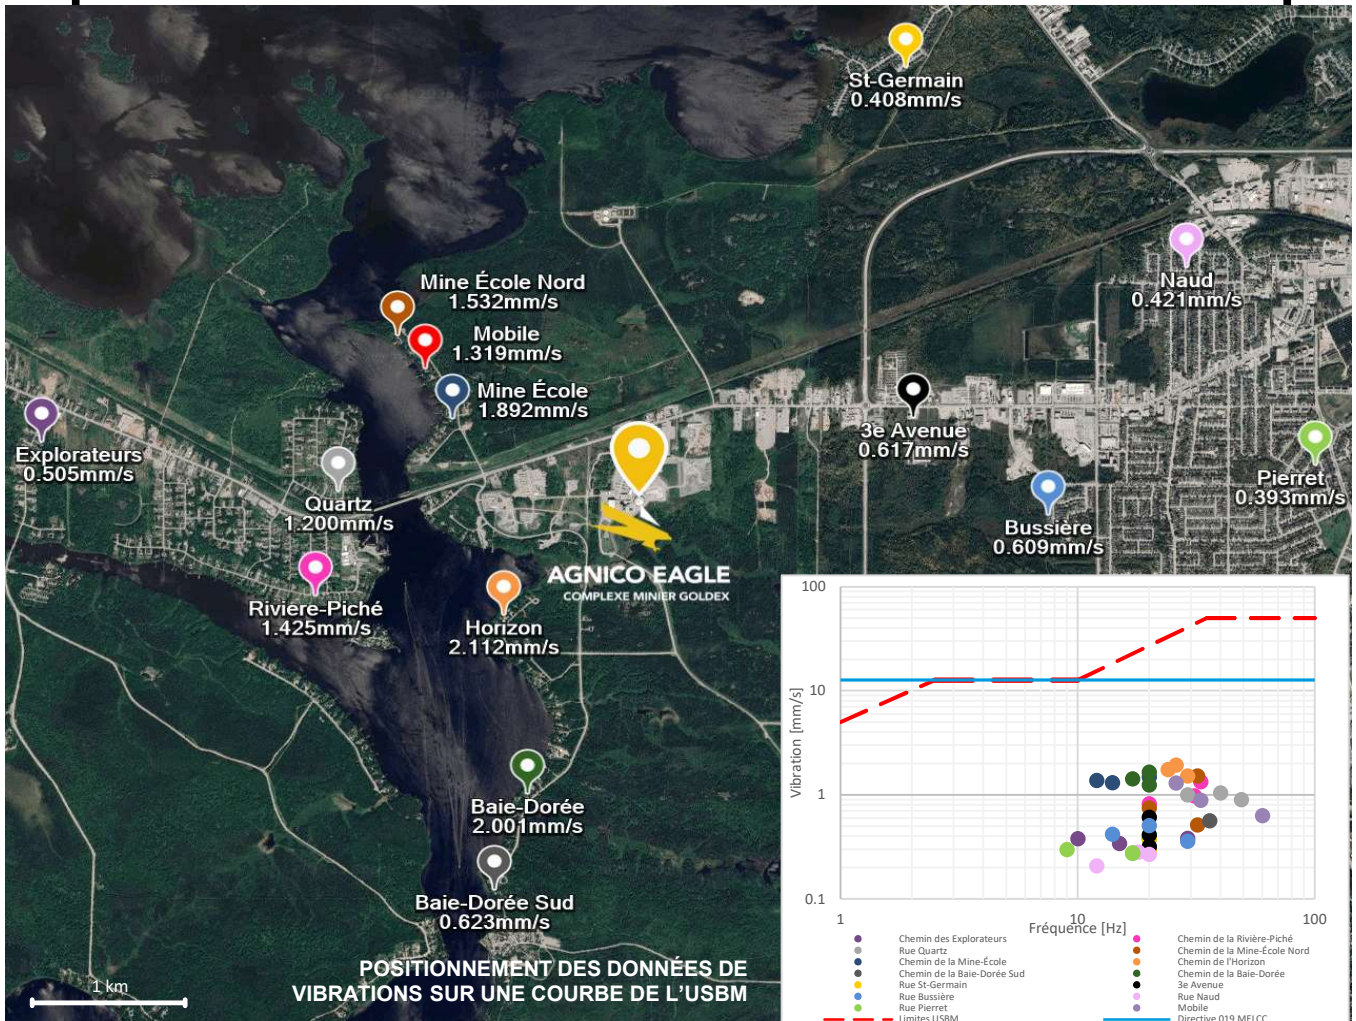 St-Germain
0.408mm/s
Naud
0.421mm/s
Mine École Nord
1.532mm/s
Mobile
1.319mm/s
Mine École
1.892mm/s
3e Avenue
0.617mm/s
Explorateurs
0.505mm/s
Quartz
1.200mm/s
Pierret
0.393mm/s
Bussière
0.609mm/s
AGNICO EAGLE
COMPLEXE MINIER GOLDEX
Riviere-Piché
1.425mm/s
Horizon
2.112mm/s
Baie-Dorée
2.001mm/s
Baie-Dorée Sud
0.623mm/s
POSITIONNEMENT DES DONNÉES DE
VIBRATIONS SUR UNE COURBE DE L'USBM
1 km
Vibration [mm/s]
100
10
1
0.1
1
10
100
Fréquence [Hz]
Chemin des Explorateurs
Chemin de la Rivière-Piché
Rue Quartz
Chemin de la Mine-École Nord
Chemin de la Mine-École
Chemin de l'Horizon
Chemin de la Baie-Dorée Sud
Chemin de la Baie-Dorée
Rue St-Germain
3e Avenue
Rue Bussière
Rue Naud
Rue Pierret
Mobile
Limites USBM
Directive 019 MELCC